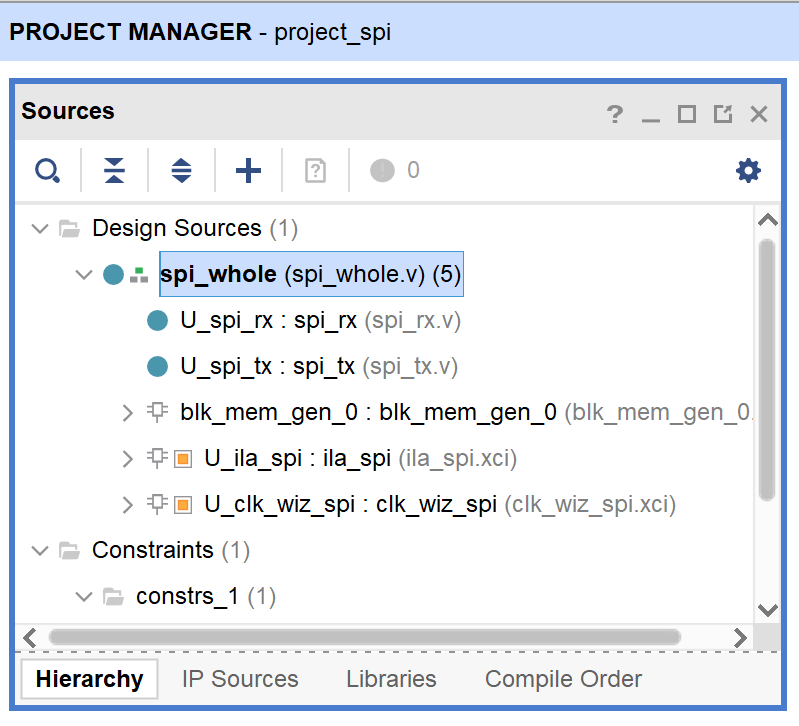 PROJECT MANAGER - project_spi
Sources
?
? 0
Design Sources (1)
spi_whole (spi_whole.v) (5)
U_spi_rx : spi_rx (spi_rx.v)
U_spi_tx : spi_tx (spi_tx.v)
blk_mem_gen_0 : blk_mem_gen_0 (blk_mem_gen_0.
U_ila_spi : ila_spi (ila_spi.xci)
U_clk_wiz_spi : clk_wiz_spi (clk_wiz_spi.xci)
Constraints (1)
constrs_1 (1)
Hierarchy IP Sources Libraries Compile Order